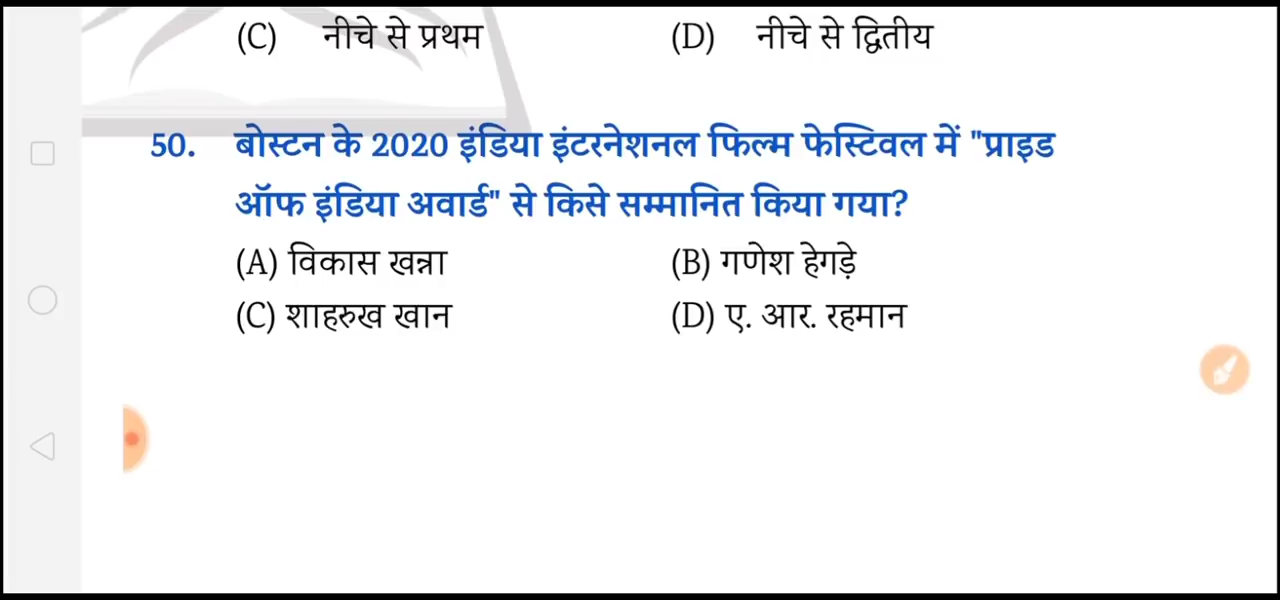 (C) नीचे से प्रथम (D) नीचे से द्वितीय
50. बोस्टन के 2020 इंडिया इंटरनेशनल फिल्म फेस्टिवल में "प्राइड
ऑफ इंडिया अवार्ड" से किसे सम्मानित किया गया?
(A) विकास खन्ना (B) गणेश हेगड़े
(C) शाहरुख खान (D) ए. आर. रहमान